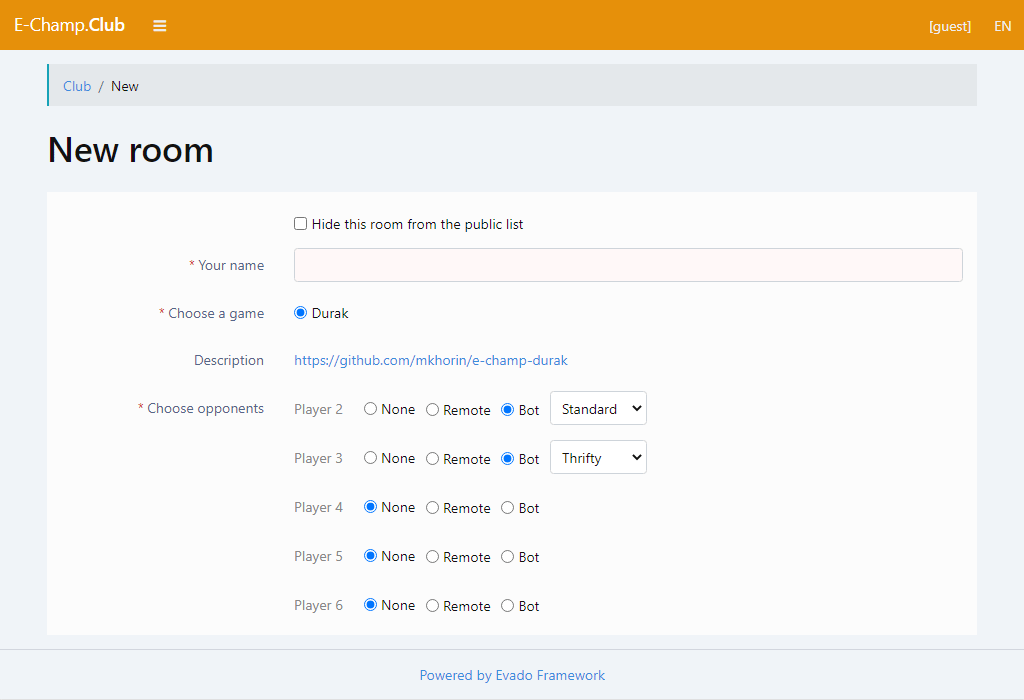 E-Champ.Club [guest] EN
Club / New
New room
Hide this room from the public list
* Your name
* Choose a game Durak
Description https://github.com/mkhorin/e-champ-durak
* Choose opponents Player 2 None Remote Bot Standard
Player 3 None Remote Bot Thrifty
Player 4 None Remote Bot
Player 5 None Remote Bot
Player 6 None Remote Bot
Powered by Evado Framework